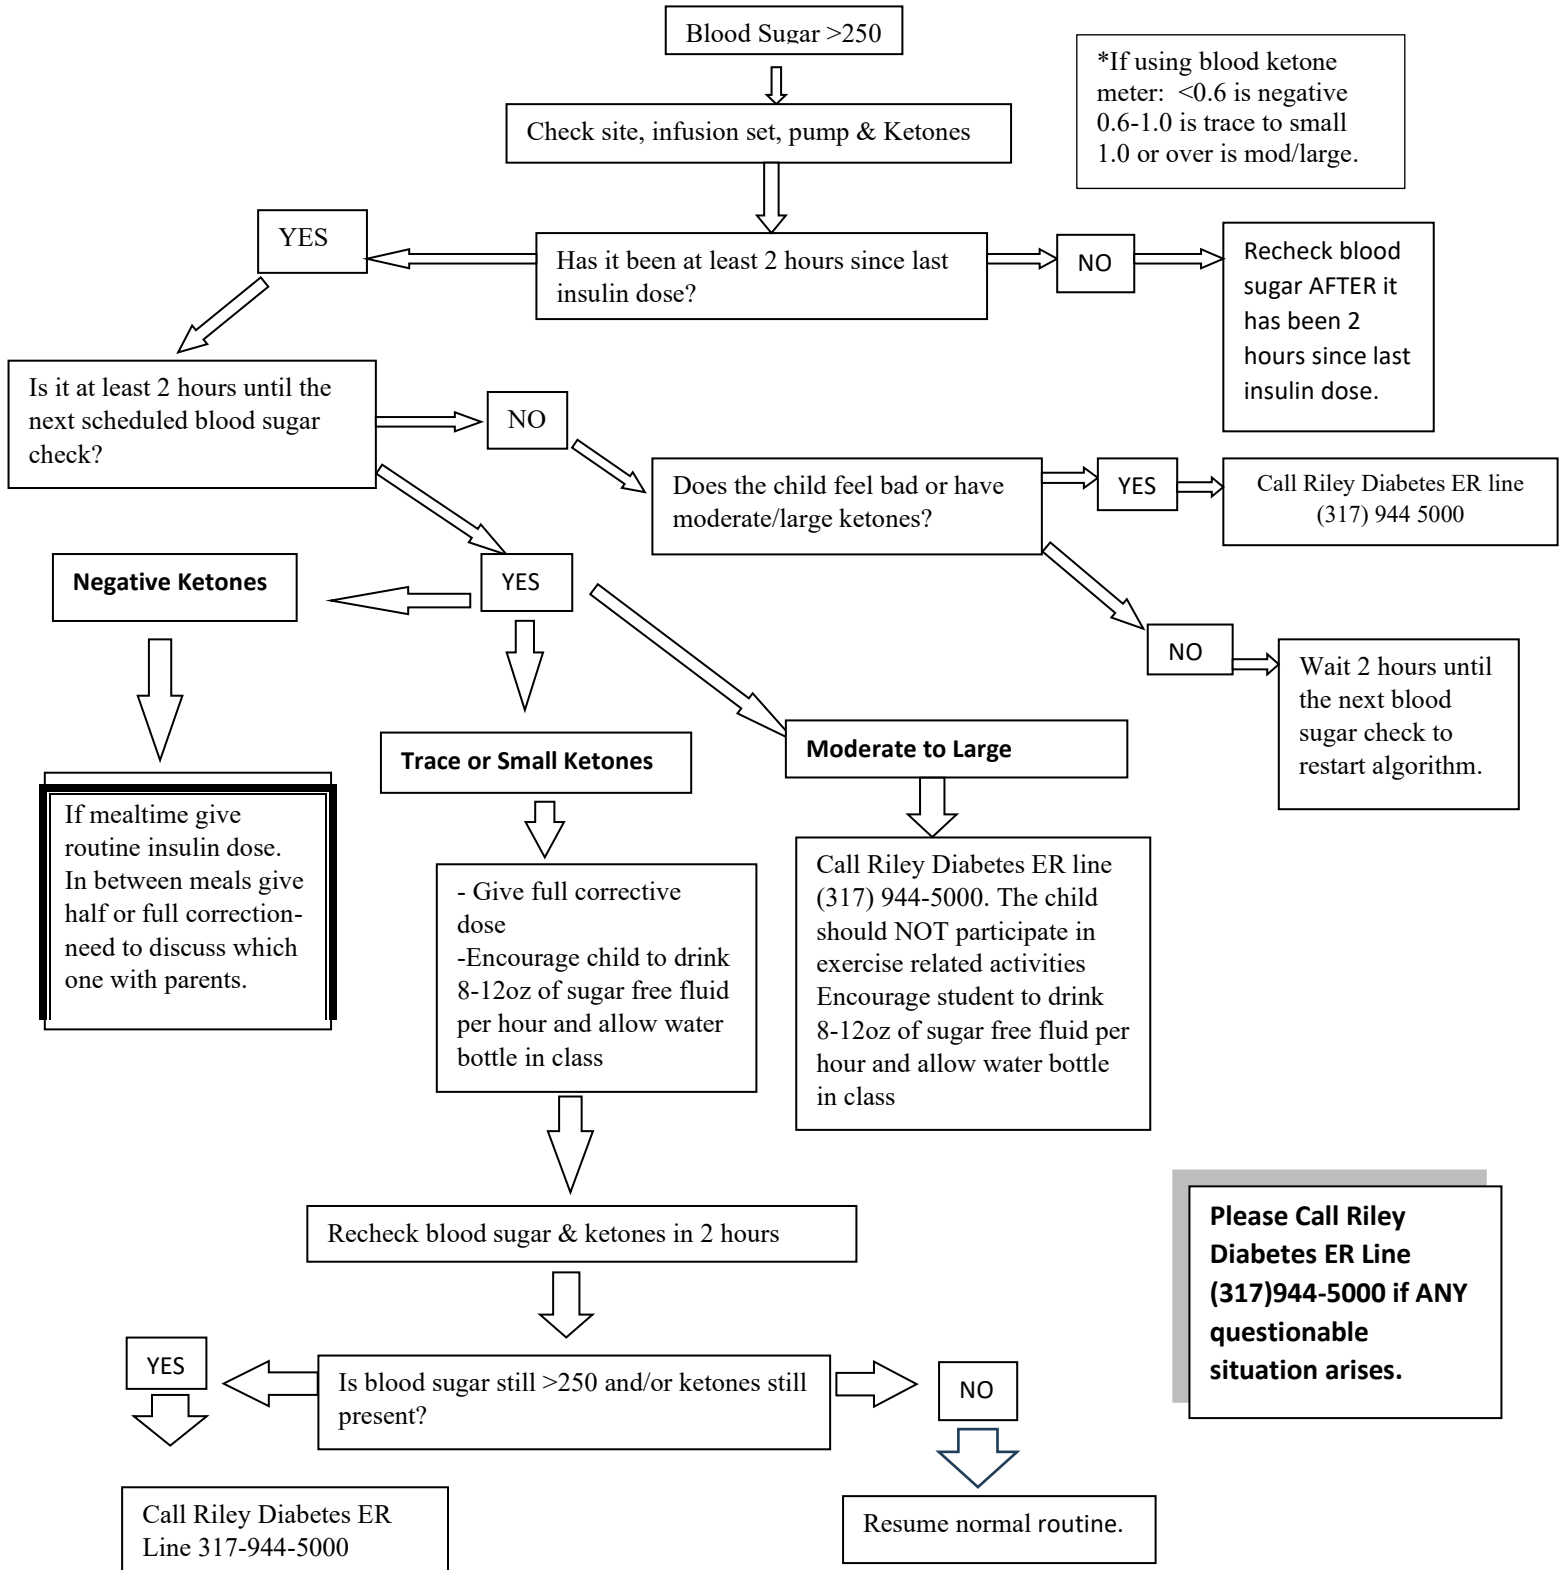 Blood Sugar >250
*If using blood ketone
meter:  <0.6 is negative
0.6-1.0 is trace to small
1.0 or over is mod/large.
Check site, infusion set, pump & Ketones
YES
Has it been at least 2 hours since last
insulin dose?
NO
Recheck blood
sugar AFTER it
has been 2
hours since last
insulin dose.
Is it at least 2 hours until the
next scheduled blood sugar
check?
NO
Does the child feel bad or have
moderate/large ketones?
YES
Call Riley Diabetes ER line
(317) 944 5000
Negative Ketones
YES
NO
Wait 2 hours until
the next blood
sugar check to
restart algorithm.
Trace or Small Ketones
Moderate to Large
If mealtime give
routine insulin dose.
In between meals give
half or full correction-
need to discuss which
one with parents.
- Give full corrective
dose
-Encourage child to drink
8-12oz of sugar free fluid
per hour and allow water
bottle in class
Call Riley Diabetes ER line
(317) 944-5000. The child
should NOT participate in
exercise related activities
Encourage student to drink
8-12oz of sugar free fluid per
hour and allow water bottle
in class
Recheck blood sugar & ketones in 2 hours
Please Call Riley
Diabetes ER Line
(317)944-5000 if ANY
questionable
situation arises.
YES
Is blood sugar still >250 and/or ketones still
present?
NO
Call Riley Diabetes ER
Line 317-944-5000
Resume normal routine.